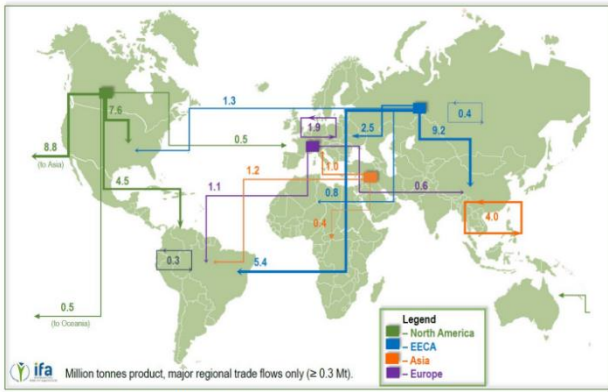 1.3
0.4
7.6
1.9
2.5
9.2
0.5
8.8
(to Asia)
1.2
1.0
4.5
1.1
0.8
0.6
0.4
4.0
0.3
5.4
0.5
(to Oceania)
Legend
– North America
– EECA
– Asia
– Europe
ifa
Million tonnes product, major regional trade flows only (≥ 0.3 Mt).